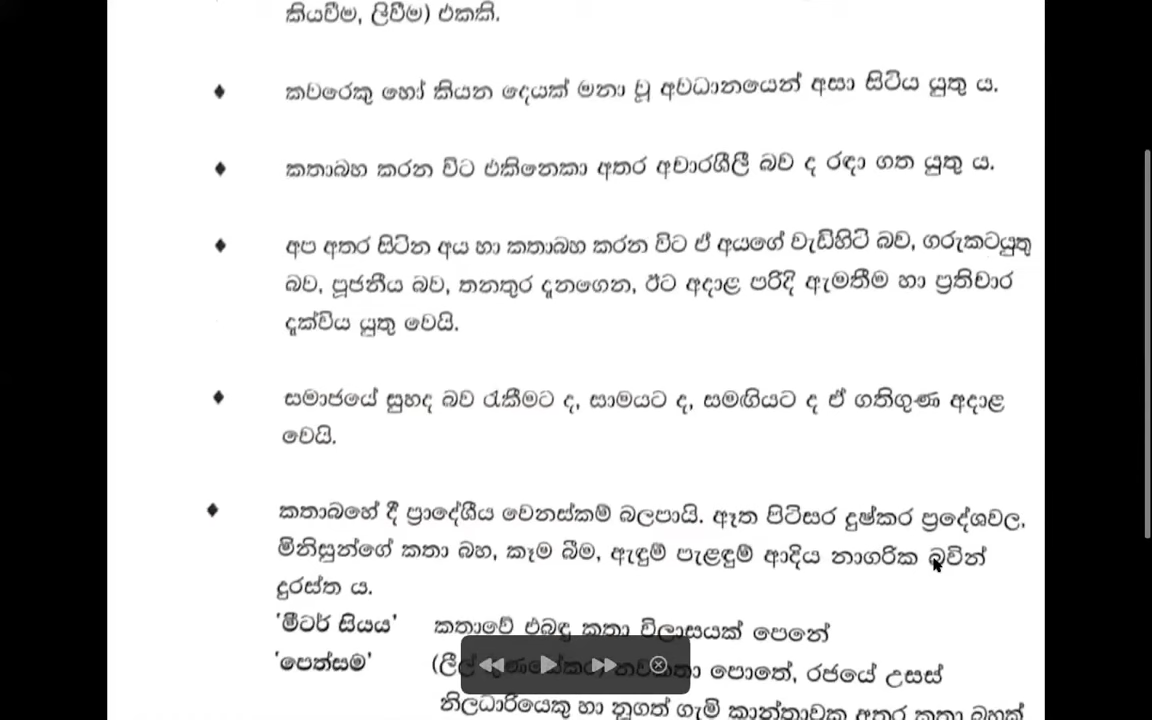 කියවීම, ලිවීම) එකකි.
♦ කවරෙකු හෝ කියන දෙයක් මනා වූ අවධානයෙන් අසා සිටිය යුතු ය.
♦ කතාබහ කරන විට එකිනෙකා අතර අචාරශීලී බව ද රඳා ගත යුතු ය.
♦ අප අතර සිටින අය හා කතාබහ කරන විට ඒ අයගේ වැඩිහිටි බව, ගරුකටයුතු
බව, පූජනීය බව, තනතුර දැනගෙන, ඊට අදාළ පරිදි ඇමතීම හා ප්‍රතිචාර
දැක්විය යුතු වෙයි.
♦ සමාජයේ සුහද බව රැකීමට ද, සාමයට ද, සමඟියට ද ඒ ගතිගුණ අදාළ
වෙයි.
♦ කතාබහේ දී ප්‍රාදේශීය වෙනස්කම් බලපායි. ඈත පිටිසර දුෂ්කර ප්‍රදේශවල,
මිනිසුන්ගේ කතා බහ, කෑම බීම, ඇඳුම් පැළඳුම් ආදිය නාගරික බවින්
දුරස්ත ය.
'මීටර් සියය' කතාවේ එබඳු කතා විලාසයක් පෙනේ
'පෙත්සම' (ලීල් ගුණසේකර) නවකතා පොතේ, රජයේ උසස්
නිලධාරියෙකු හා නූගත් ගැමි කාන්තාවක අතර කතා බහක්